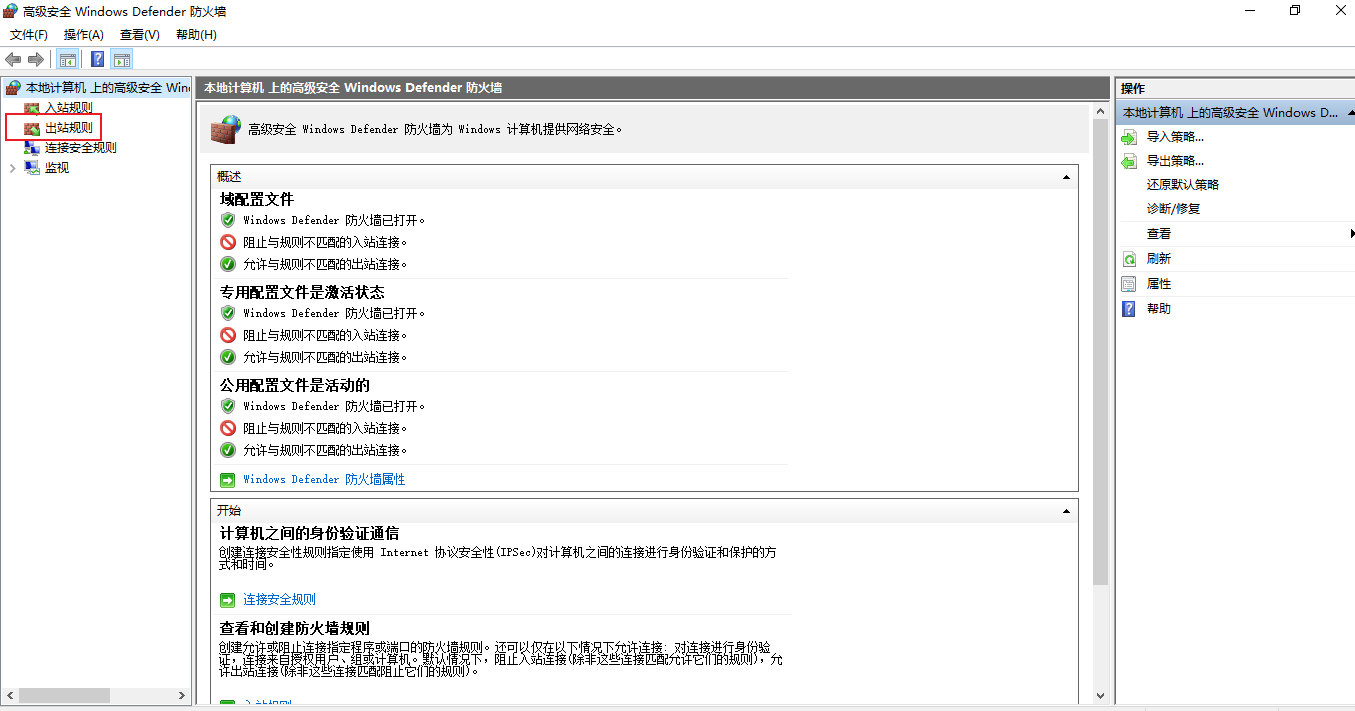 高级安全 Windows Defender 防火墙
文件(F) 操作(A) 查看(V) 帮助(H)
本地计算机 上的高级安全 Win
入站规则
出站规则
连接安全规则
监视
本地计算机 上的高级安全 Windows Defender 防火墙
高级安全 Windows Defender 防火墙为 Windows 计算机提供网络安全。
概述
域配置文件
Windows Defender 防火墙已打开。
阻止与规则不匹配的入站连接。
允许与规则不匹配的出站连接。
专用配置文件是激活状态
Windows Defender 防火墙已打开。
阻止与规则不匹配的入站连接。
允许与规则不匹配的出站连接。
公用配置文件是活动的
Windows Defender 防火墙已打开。
阻止与规则不匹配的入站连接。
允许与规则不匹配的出站连接。
Windows Defender 防火墙属性
开始
计算机之间的身份验证通信
创建连接安全性规则指定使用 Internet 协议安全性(IPSec)对计算机之间的连接进行身份验证和保护的方
式和时间。
连接安全规则
查看和创建防火墙规则
创建允许或阻止连接指定程序或端口的防火墙规则。还可以仅在以下情况下允许连接: 对连接进行身份验
证，连接来自授权用户、组或计算机。默认情况下，阻止入站连接(除非这些连接匹配允许它们的规则)，允
许出站连接(除非这些连接匹配阻止它们的规则)。
入站规则
操作
本地计算机 上的高级安全 Windows D...
导入策略...
导出策略...
还原默认策略
诊断/修复
查看
刷新
属性
帮助